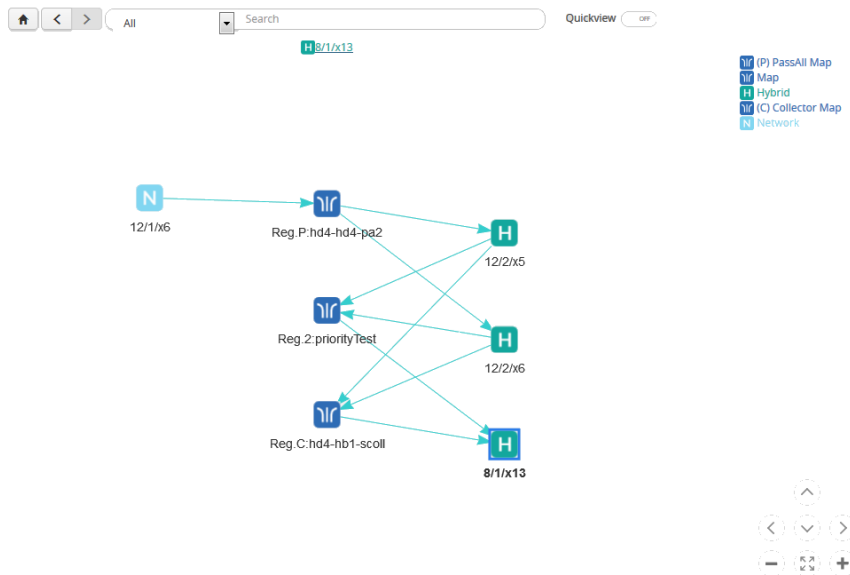 All
Search
Quickview
OFF
H 8/1/x13
(P) PassAll Map
Map
H Hybrid
(C) Collector Map
N Network
N
12/1/x6
Reg.P:hd4-hd4-pa2
H
12/2/x5
Reg.2:priorityTest
H
12/2/x6
Reg.C:hd4-hb1-scoll
H
8/1/x13